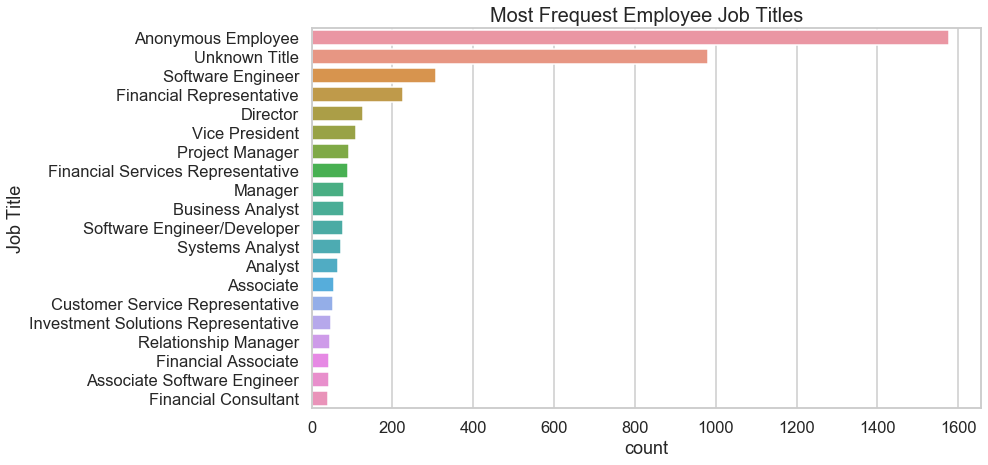 Most Frequest Employee Job Titles
Anonymous Employee
Unknown Title
Software Engineer
Financial Representative
Director
Vice President
Project Manager
Financial Services Representative
Manager
Business Analyst
Software Engineer/Developer
Systems Analyst
Analyst
Associate
Customer Service Representative
Investment Solutions Representative
Relationship Manager
Financial Associate
Associate Software Engineer
Financial Consultant
Job Title
0 200 400 600 800 1000 1200 1400 1600
count